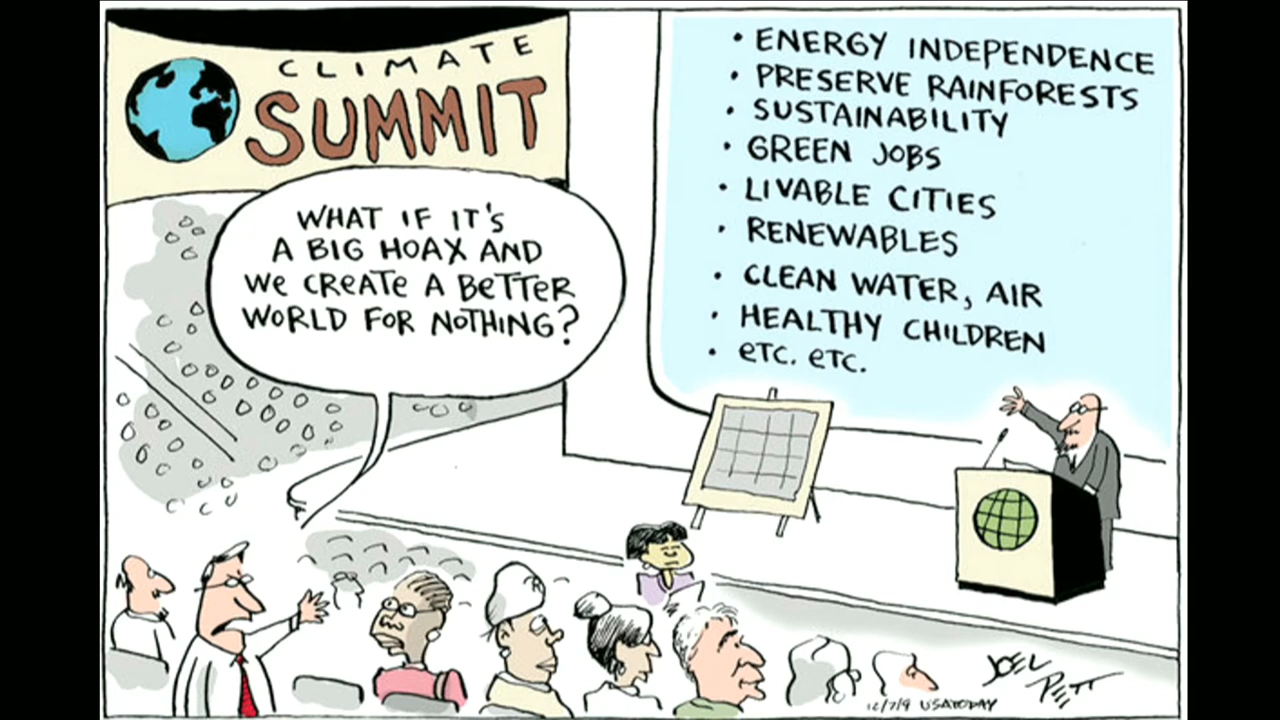 CLIMATE
SUMMIT
WHAT IF IT'S
A BIG HOAX AND
WE CREATE A BETTER
WORLD FOR NOTHING?
• ENERGY INDEPENDENCE
• PRESERVE RAINFORESTS
• SUSTAINABILITY
• GREEN JOBS
• LIVABLE CITIES
• RENEWABLES
• CLEAN WATER, AIR
• HEALTHY CHILDREN
• ETC. ETC.
JOEL
PETT
12/7/9 USA TODAY